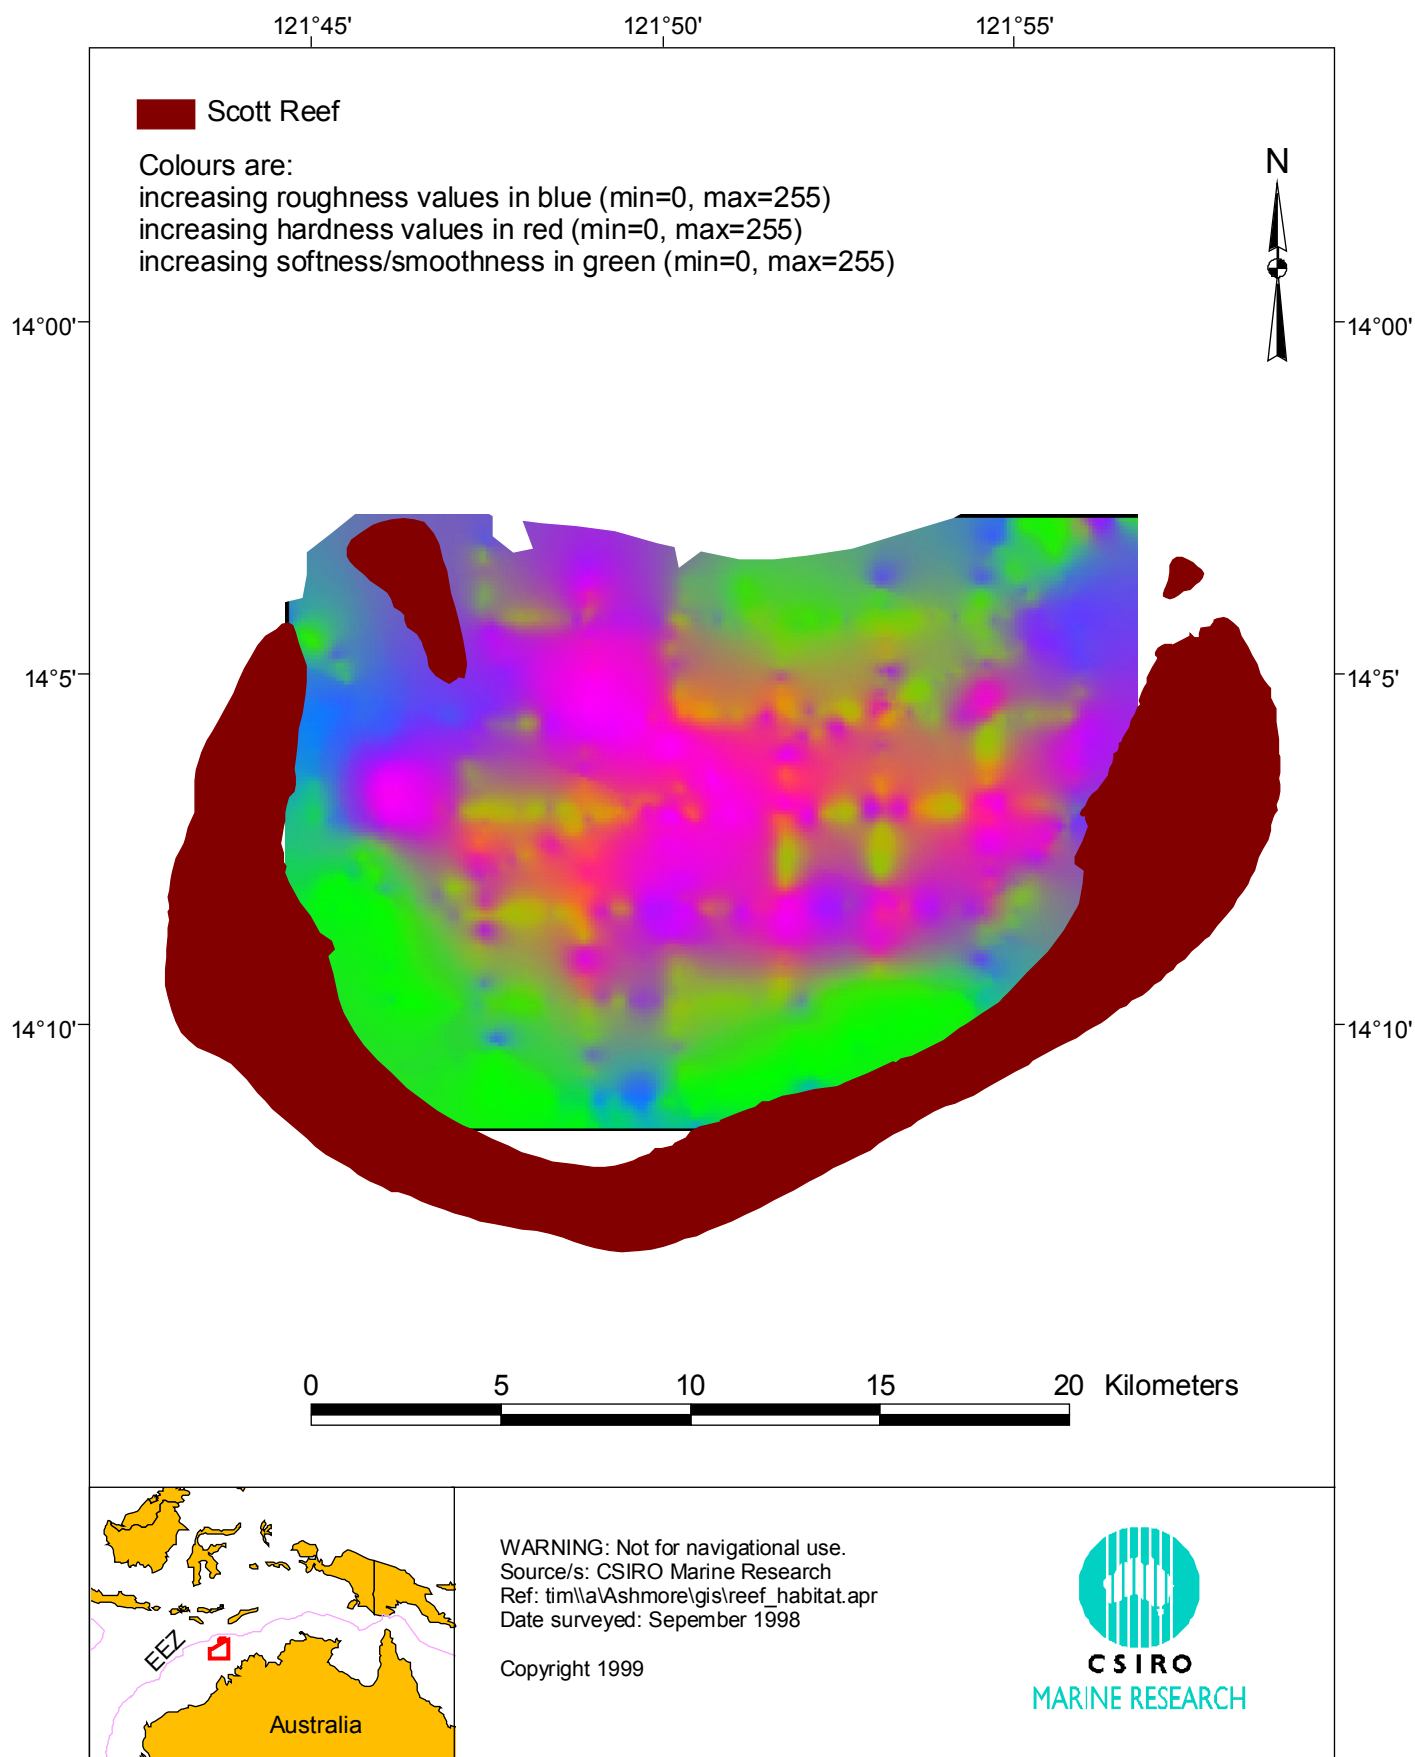 121°45'
121°50'
121°55'
Scott Reef
Colours are:
increasing roughness values in blue (min=0, max=255)
increasing hardness values in red (min=0, max=255)
increasing softness/smoothness in green (min=0, max=255)
N
14°00'
14°00'
14°5'
14°5'
14°10'
14°10'
0 5 10 15 20 Kilometers
EEZ
Australia
WARNING: Not for navigational use.
Source/s: CSIRO Marine Research
Ref: tim\\a\Ashmore\gis\reef_habitat.apr
Date surveyed: Sepember 1998
Copyright 1999
CSIRO
MARINE RESEARCH